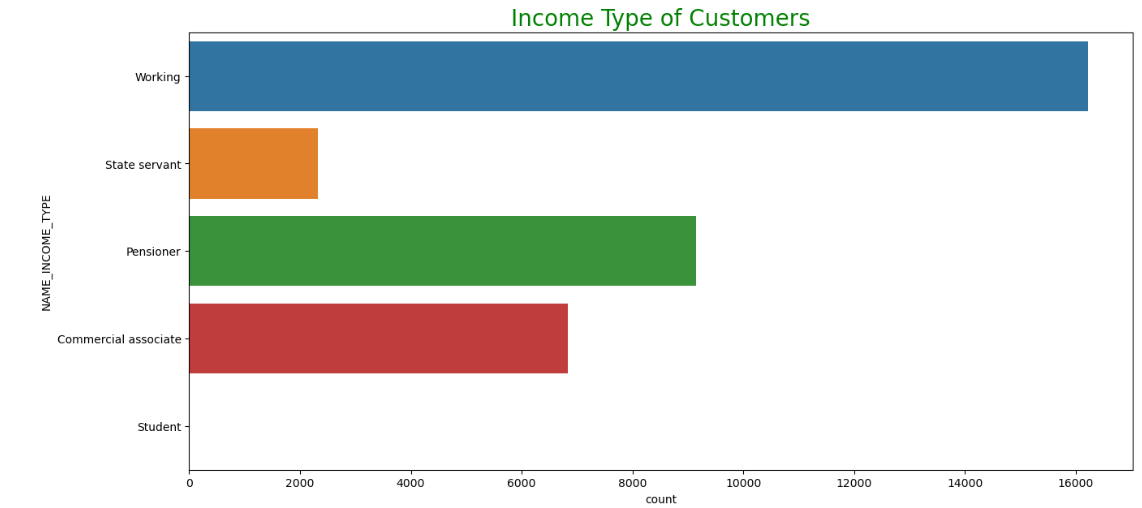 Income Type of Customers
NAME_INCOME_TYPE
Working
State servant
Pensioner
Commercial associate
Student
0 2000 4000 6000 8000 10000 12000 14000 16000
count